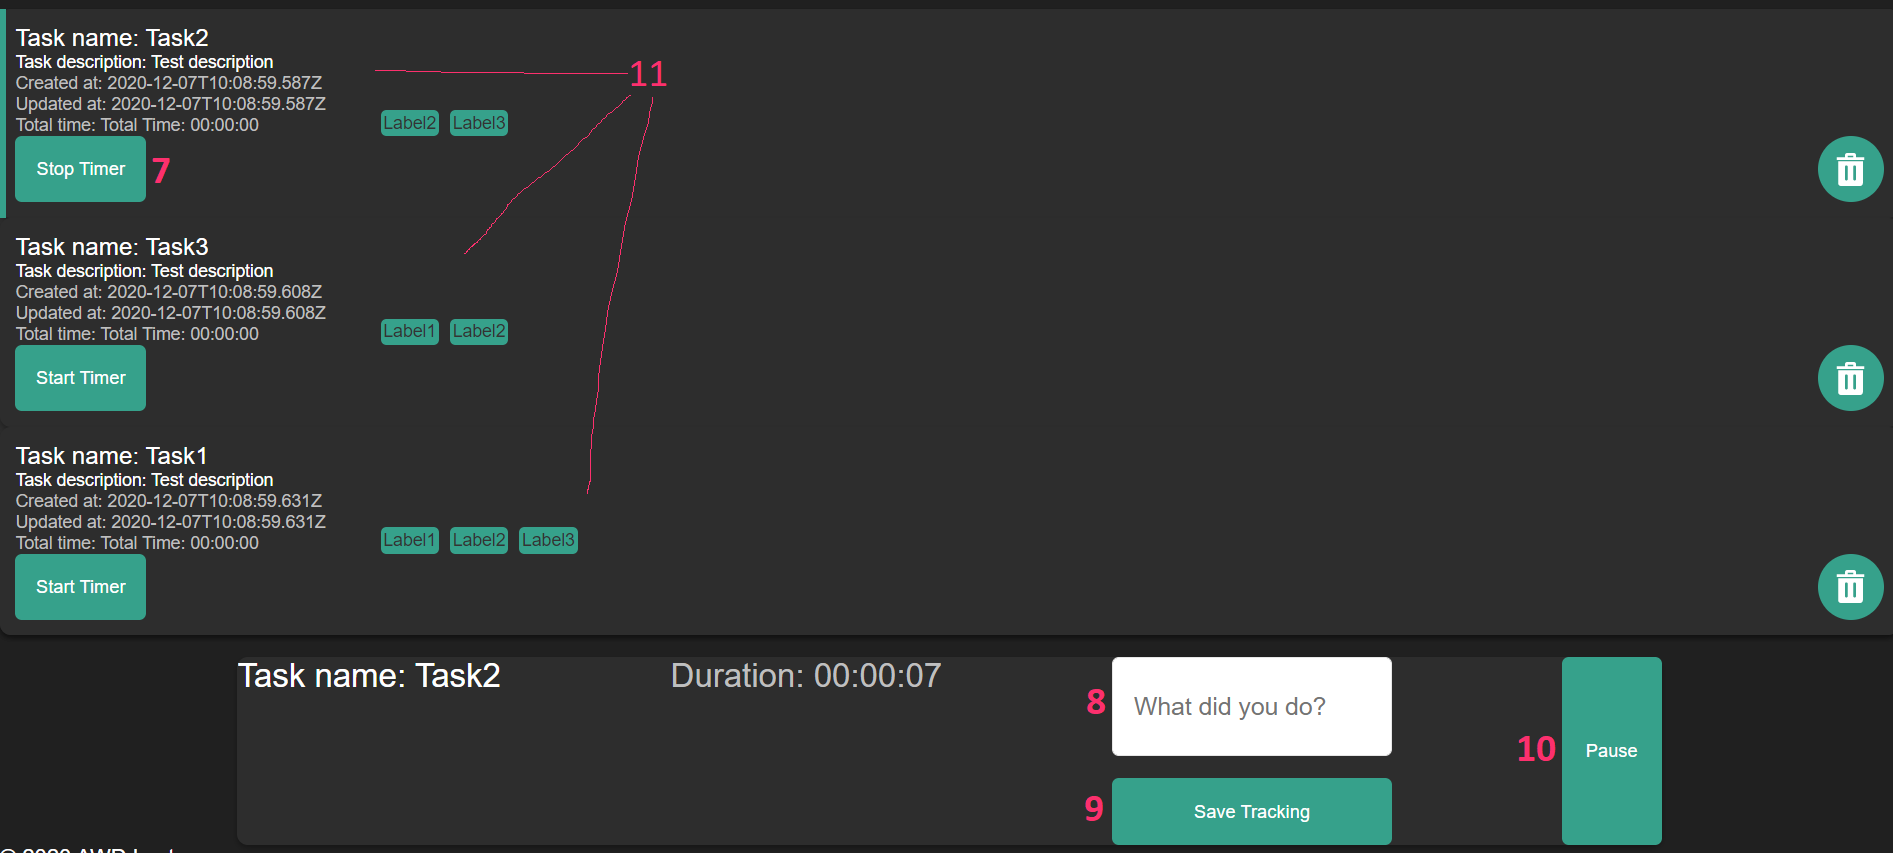 Task name: Task2
Task description: Test description
11
Created at: 2020-12-07T10:08:59.587Z
Updated at: 2020-12-07T10:08:59.587Z
Total time: Total Time: 00:00:00
Label2 Label3
Stop Timer 7
Task name: Task3
Task description: Test description
Created at: 2020-12-07T10:08:59.608Z
Updated at: 2020-12-07T10:08:59.608Z
Total time: Total Time: 00:00:00
Label1 Label2
Start Timer
Task name: Task1
Task description: Test description
Created at: 2020-12-07T10:08:59.631Z
Updated at: 2020-12-07T10:08:59.631Z
Total time: Total Time: 00:00:00
Label1 Label2 Label3
Start Timer
Task name: Task2
Duration: 00:00:07
8 What did you do?
9 Save Tracking
10 Pause